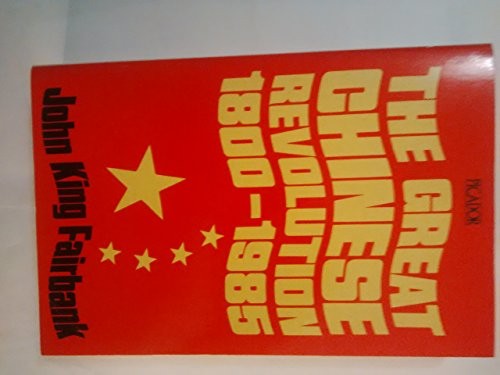 PICADOR
THE GREAT
CHINESE
REVOLUTION
1800-1985
John King Fairbank